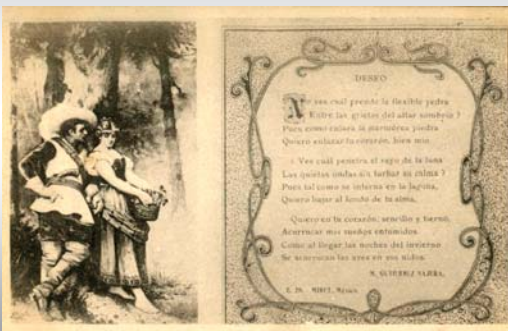 DESEO
No ves cuál prende la flexible yedra
Entre las grietas del altar sombrío?
Pues como enlaza la marmórea piedra
Quiero enlazar tu corazón, bien mío.
¿Ves cuál penetra el rayo de la luna
Las quietas ondas sin turbar su calma?
Pues tal como se interna en la laguna,
Quiero bajar al fondo de tu alma.
Quiero en tu corazón, sencillo y tierno,
Acurrucar mis sueños entumidos
Como al llegar las noches del invierno
Se acurrucan las aves en sus nidos.
M. GUTIERREZ NAJERA.
México.